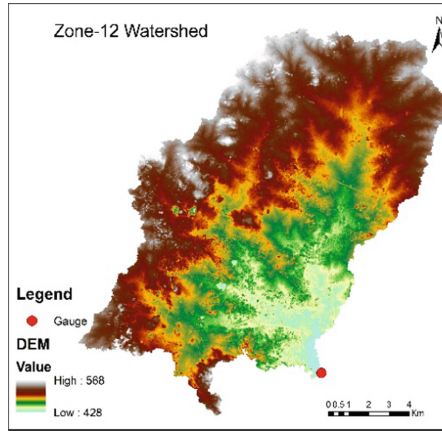 Zone-12 Watershed
N
Legend
Gauge
DEM
Value
High : 568
Low : 428
0 0.5 1 2 3 4
Km